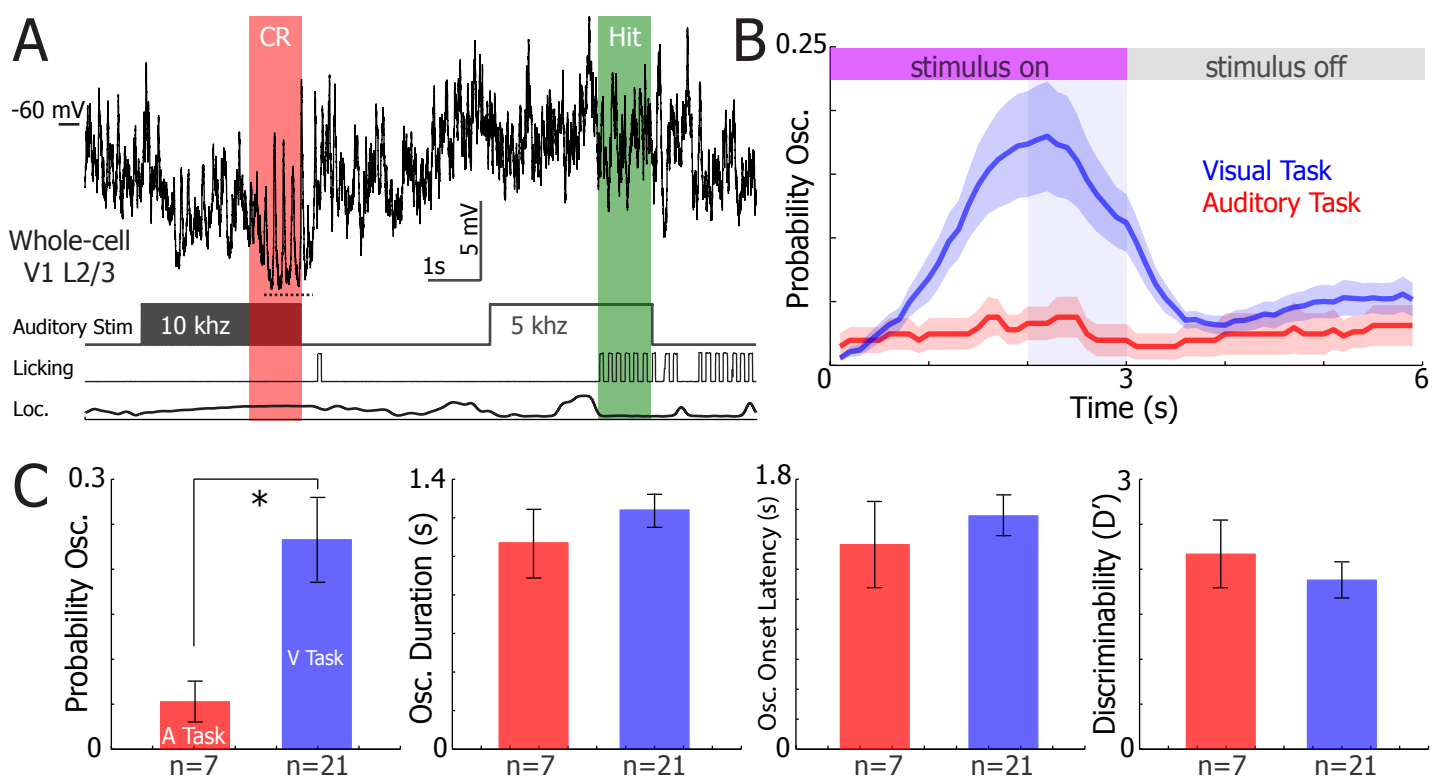 A
CR
Hit
-60 mV
5 mV
1s
Whole-cell
V1 L2/3
Auditory Stim
10 khz
5 khz
Licking
Loc.
B
0.25
stimulus on
stimulus off
Probability Osc.
Visual Task
Auditory Task
0
3
6
Time (s)
C
0.3
Probability Osc.
*
V Task
A Task
0
n=7
n=21
1.4
Osc. Duration (s)
0
n=7
n=21
1.8
Osc. Onset Latency (s)
0
n=7
n=21
3
Discriminability (D')
0
n=7
n=21